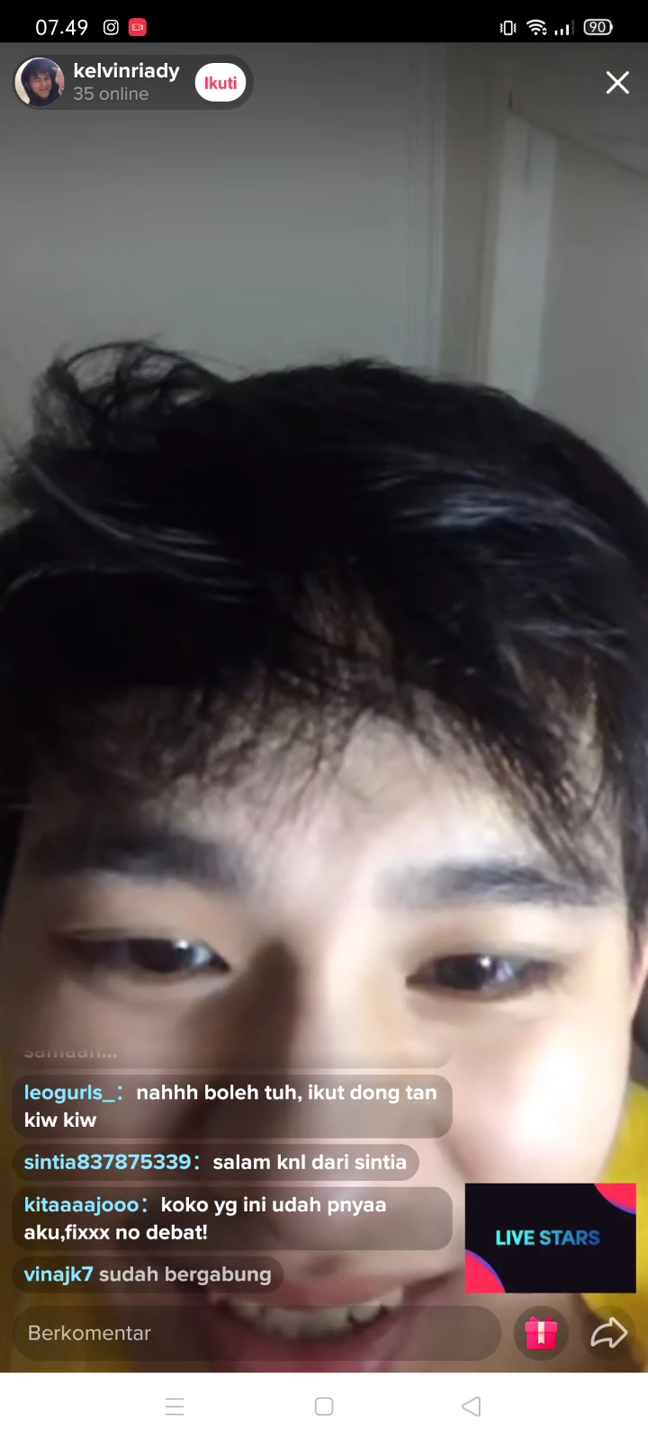 07.49
90
kelvinriady
35 online
Ikuti
samaan...
leogurls_: nahhh boleh tuh, ikut dong tan
kiw kiw
sintia837875339: salam knl dari sintia
kitaaaajooo: koko yg ini udah pnyaa
aku,fixxx no debat!
vinajk7 sudah bergabung
LIVE STARS
Berkomentar